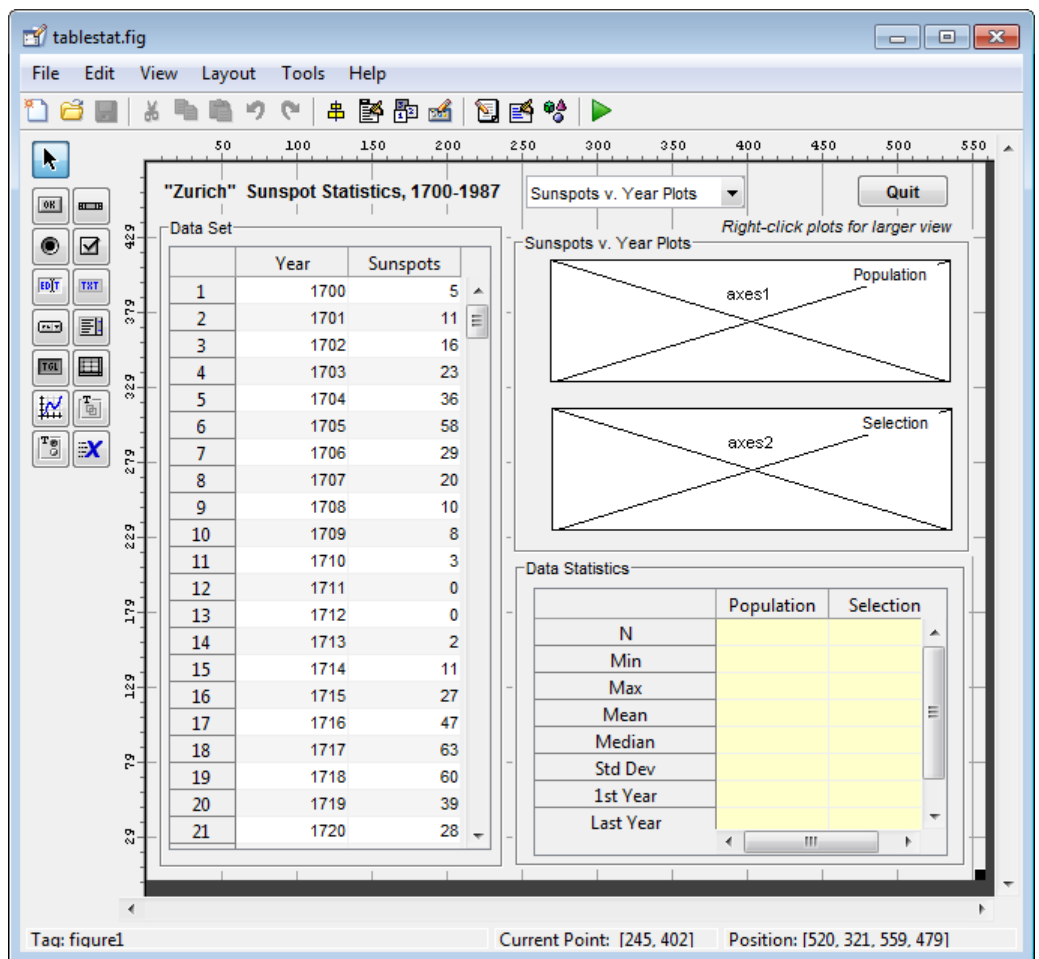 tablestat.fig
File Edit View Layout Tools Help
50 100 150 200 250 300 350 400 450 500 550
"Zurich" Sunspot Statistics, 1700-1987
Sunspots v. Year Plots
Quit
Right-click plots for larger view
OK
EDIT TXT
TGL
429
379
329
279
229
179
129
79
29
Data Set
Year Sunspots
1 1700 5
2 1701 11
3 1702 16
4 1703 23
5 1704 36
6 1705 58
7 1706 29
8 1707 20
9 1708 10
10 1709 8
11 1710 3
12 1711 0
13 1712 0
14 1713 2
15 1714 11
16 1715 27
17 1716 47
18 1717 63
19 1718 60
20 1719 39
21 1720 28
Sunspots v. Year Plots
Population
axes1
Selection
axes2
Data Statistics
Population Selection
N
Min
Max
Mean
Median
Std Dev
1st Year
Last Year
Tag: figure1
Current Point: [245, 402]
Position: [520, 321, 559, 479]